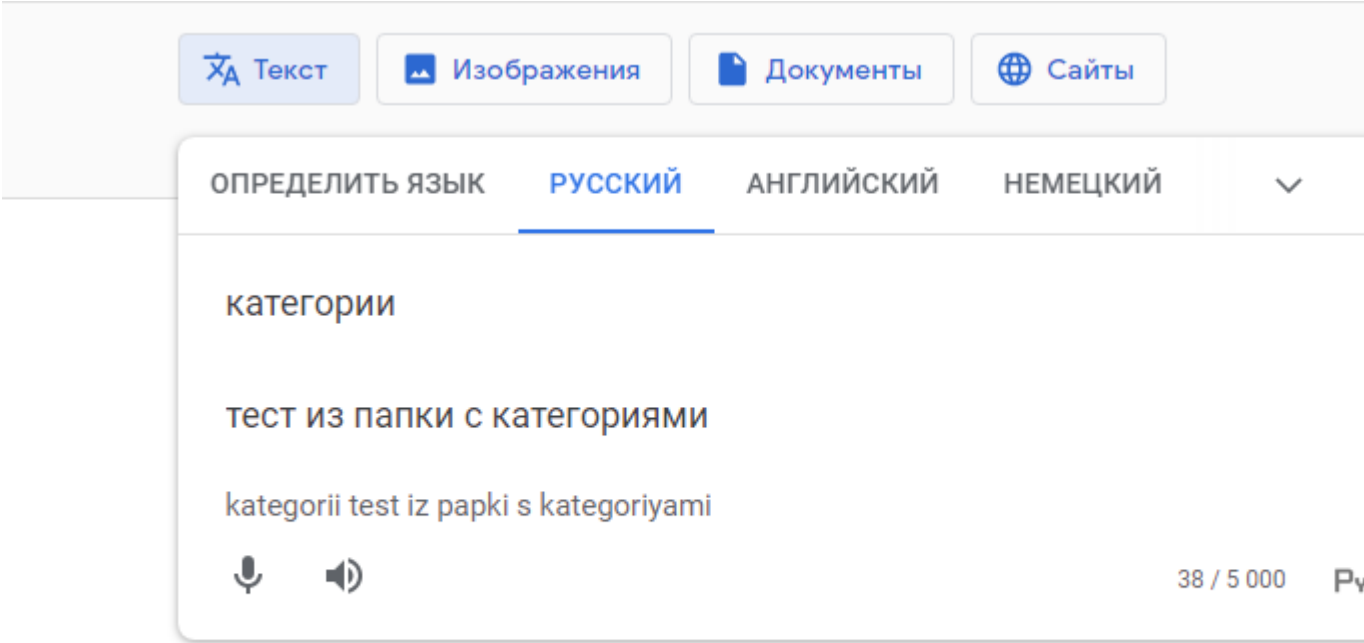 Текст Изображения Документы Сайты
ОПРЕДЕЛИТЬ ЯЗЫК РУССКИЙ АНГЛИЙСКИЙ НЕМЕЦКИЙ
категории
тест из папки с категориями
kategorii test iz papki s kategoriyami
38 / 5 000